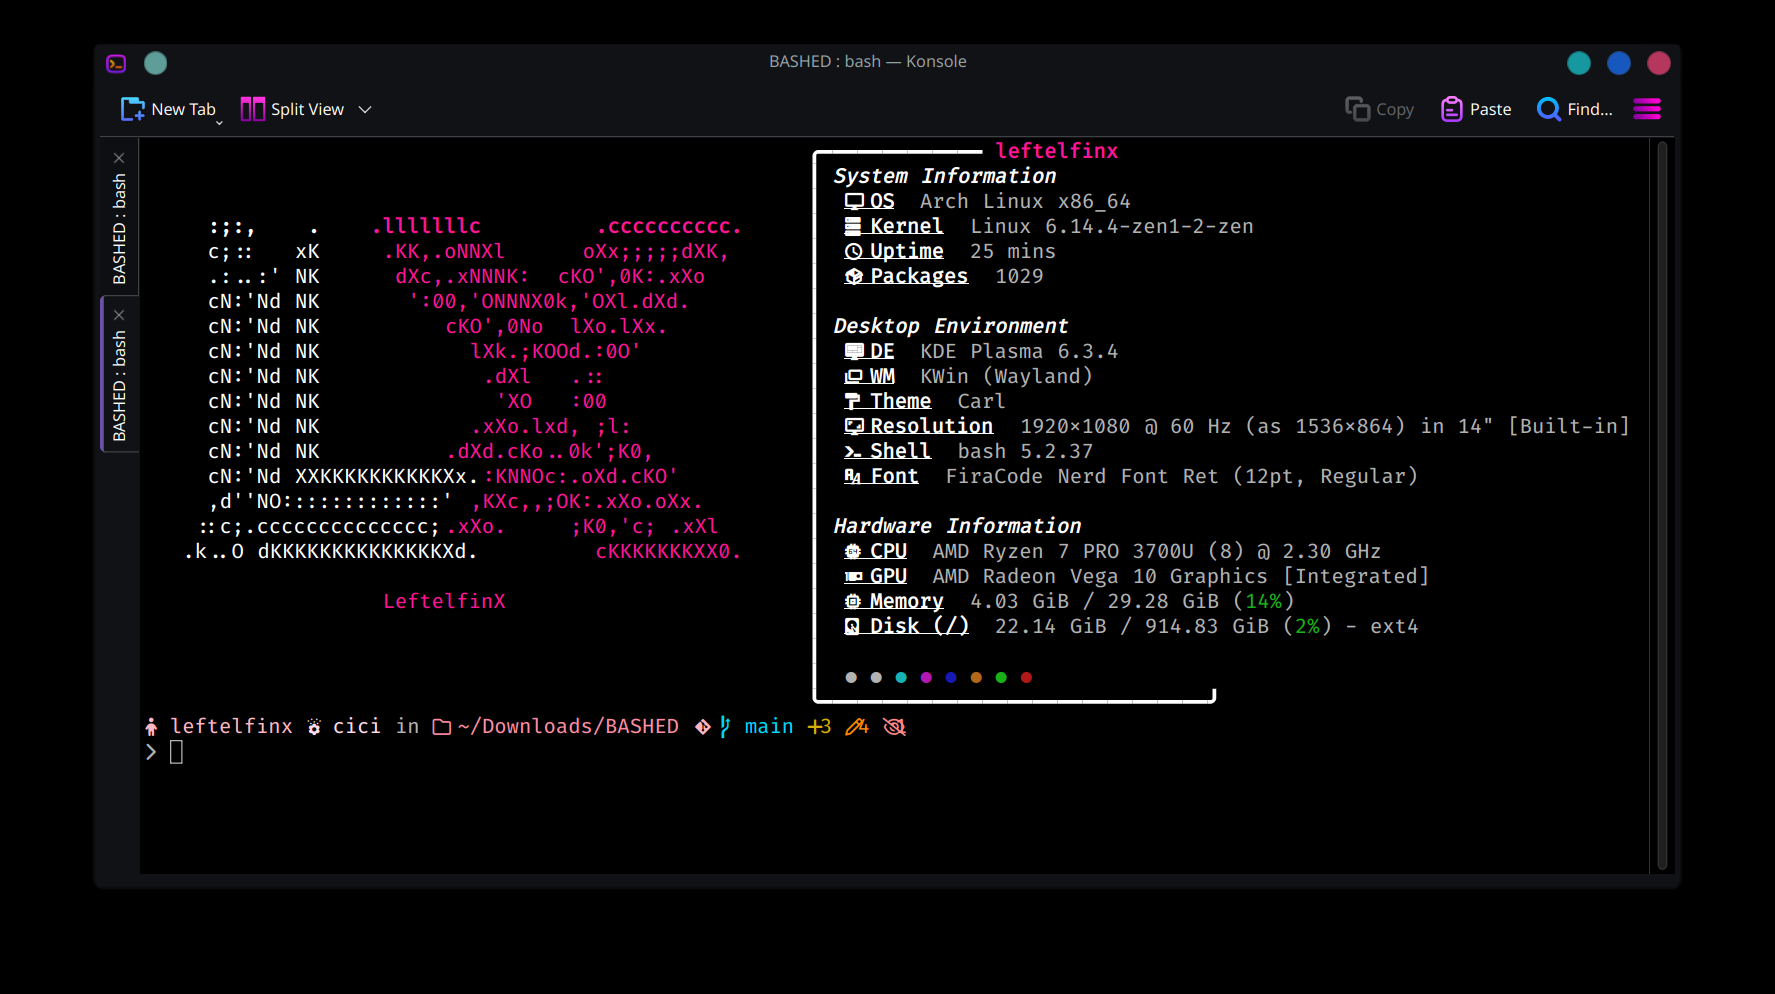 BASHED : bash — Konsole
New Tab
Split View
Copy
Paste
Find...
BASHED : bash
BASHED : bash
:;:,    .    .lllllllc         .cccccccccc.
c;::   xK     .KK,.oNNXl      oXx;;;;;dXK,
.:..:' NK      dXc,.xNNNK:  cKO',0K:.xXo
cN:'Nd NK       ':00,'ONNNX0k,'OXl.dXd.
cN:'Nd NK          cKO',0No  lXo.lXx.
cN:'Nd NK            lXk.;KOOd.:0O'
cN:'Nd NK             .dXl   .::
cN:'Nd NK              'XO   :00
cN:'Nd NK            .xXo.lxd, ;l:
cN:'Nd NK          .dXd.cKo..0k';K0,
cN:'Nd XXKKKKKKKKKKKXx.:KNNOc:.oXd.cKO'
,d''NO:::::::::::::' ,KXc,,;OK:.xXo.oXx.
::c;.cccccccccccccc;.xXo.     ;K0,'c; .xXl
.k..O dKKKKKKKKKKKKKKXd.         cKKKKKKKXX0.
LeftelfinX
leftelfinx
System Information
OS Arch Linux x86_64
Kernel Linux 6.14.4-zen1-2-zen
Uptime 25 mins
Packages 1029
Desktop Environment
DE KDE Plasma 6.3.4
WM KWin (Wayland)
Theme Carl
Resolution 1920×1080 @ 60 Hz (as 1536×864) in 14" [Built-in]
Shell bash 5.2.37
Font FiraCode Nerd Font Ret (12pt, Regular)
Hardware Information
CPU AMD Ryzen 7 PRO 3700U (8) @ 2.30 GHz
GPU AMD Radeon Vega 10 Graphics [Integrated]
Memory 4.03 GiB / 29.28 GiB (14%)
Disk (/) 22.14 GiB / 914.83 GiB (2%) - ext4
leftelfinx cici in ~/Downloads/BASHED main +3 4
>